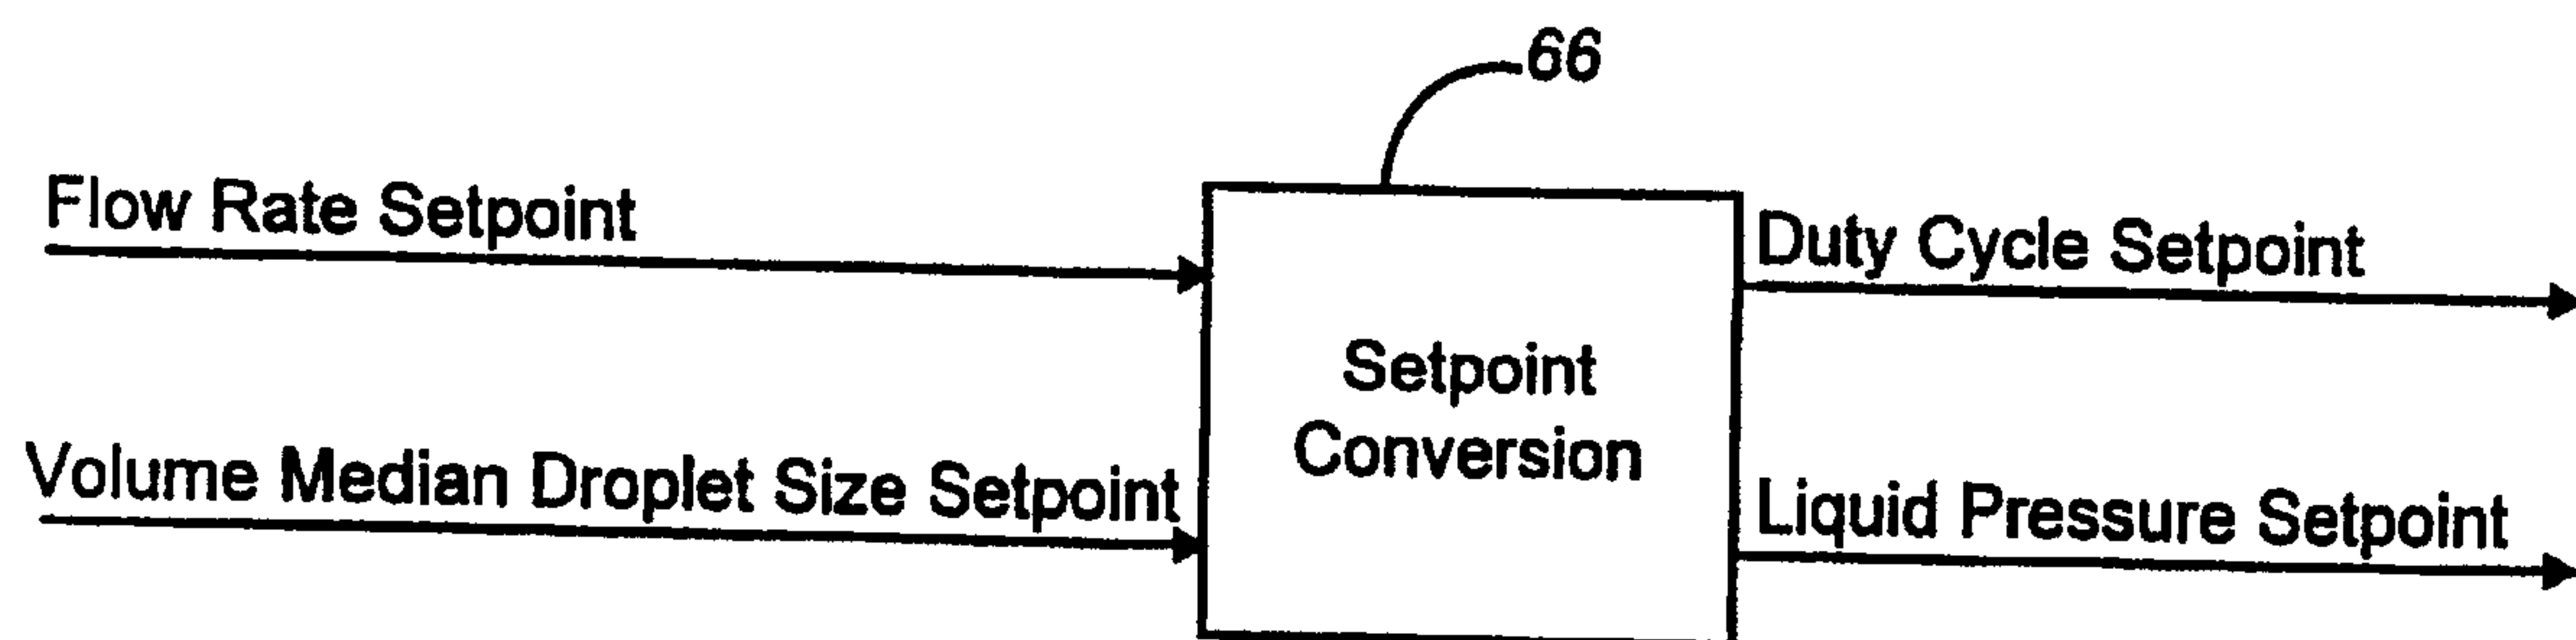 66
Flow Rate Setpoint
Duty Cycle Setpoint
Setpoint
Conversion
Volume Median Droplet Size Setpoint
Liquid Pressure Setpoint